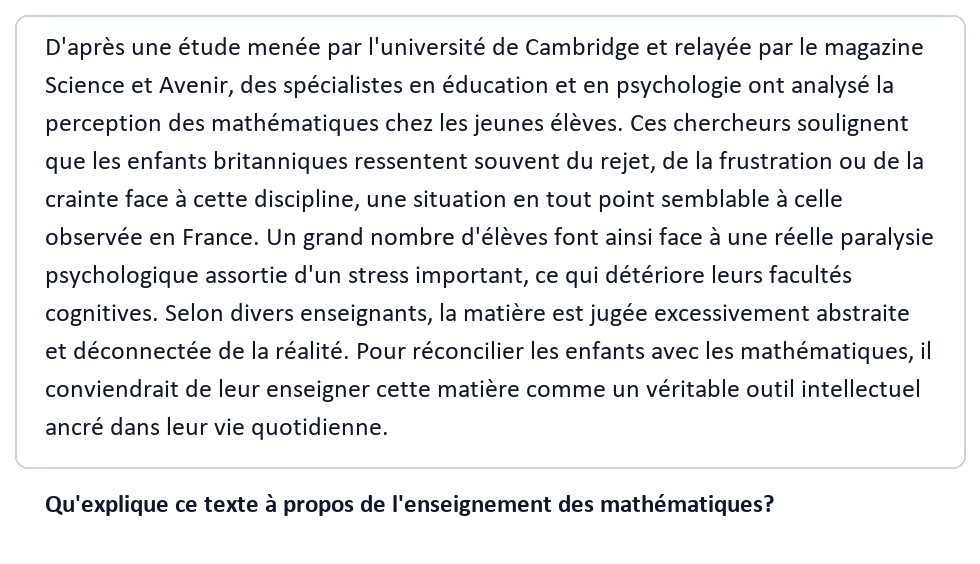 D'après une étude menée par l'université de Cambridge et relayée par le magazine
Science et Avenir, des spécialistes en éducation et en psychologie ont analysé la
perception des mathématiques chez les jeunes élèves. Ces chercheurs soulignent
que les enfants britanniques ressentent souvent du rejet, de la frustration ou de la
crainte face à cette discipline, une situation en tout point semblable à celle
observée en France. Un grand nombre d'élèves font ainsi face à une réelle paralysie
psychologique assortie d'un stress important, ce qui détériore leurs facultés
cognitives. Selon divers enseignants, la matière est jugée excessivement abstraite
et déconnectée de la réalité. Pour réconcilier les enfants avec les mathématiques, il
conviendrait de leur enseigner cette matière comme un véritable outil intellectuel
ancré dans leur vie quotidienne.
Qu'explique ce texte à propos de l'enseignement des mathématiques?